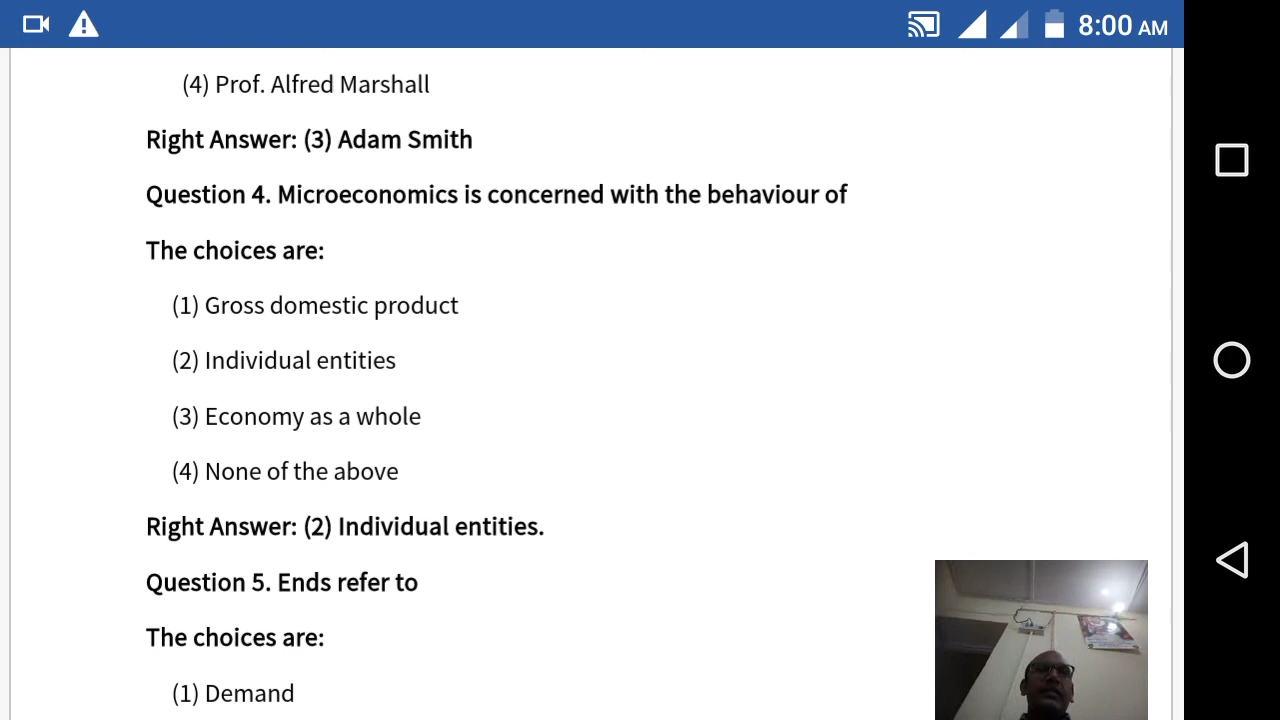 8:00 AM
(4) Prof. Alfred Marshall
Right Answer: (3) Adam Smith
Question 4. Microeconomics is concerned with the behaviour of
The choices are:
(1) Gross domestic product
(2) Individual entities
(3) Economy as a whole
(4) None of the above
Right Answer: (2) Individual entities.
Question 5. Ends refer to
The choices are:
(1) Demand